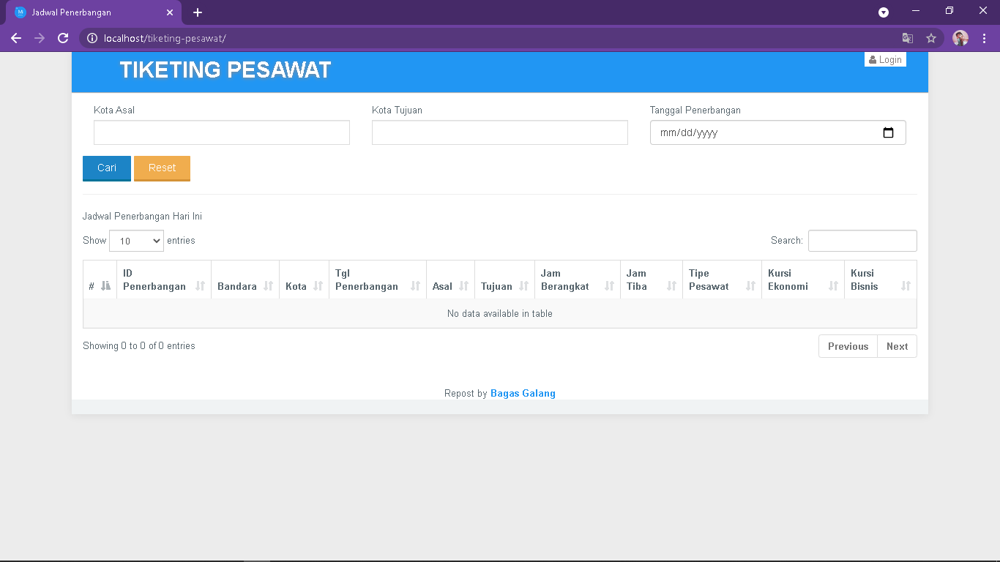 Jadwal Penerbangan
localhost/tiketing-pesawat/
TIKETING PESAWAT
Login
Kota Asal
Kota Tujuan
Tanggal Penerbangan
mm/dd/yyyy
Cari
Reset
Jadwal Penerbangan Hari Ini
Show 10 entries
Search:
#
ID Penerbangan
Bandara
Kota
Tgl Penerbangan
Asal
Tujuan
Jam Berangkat
Jam Tiba
Tipe Pesawat
Kursi Ekonomi
Kursi Bisnis
No data available in table
Showing 0 to 0 of 0 entries
Previous
Next
Repost by Bagas Galang